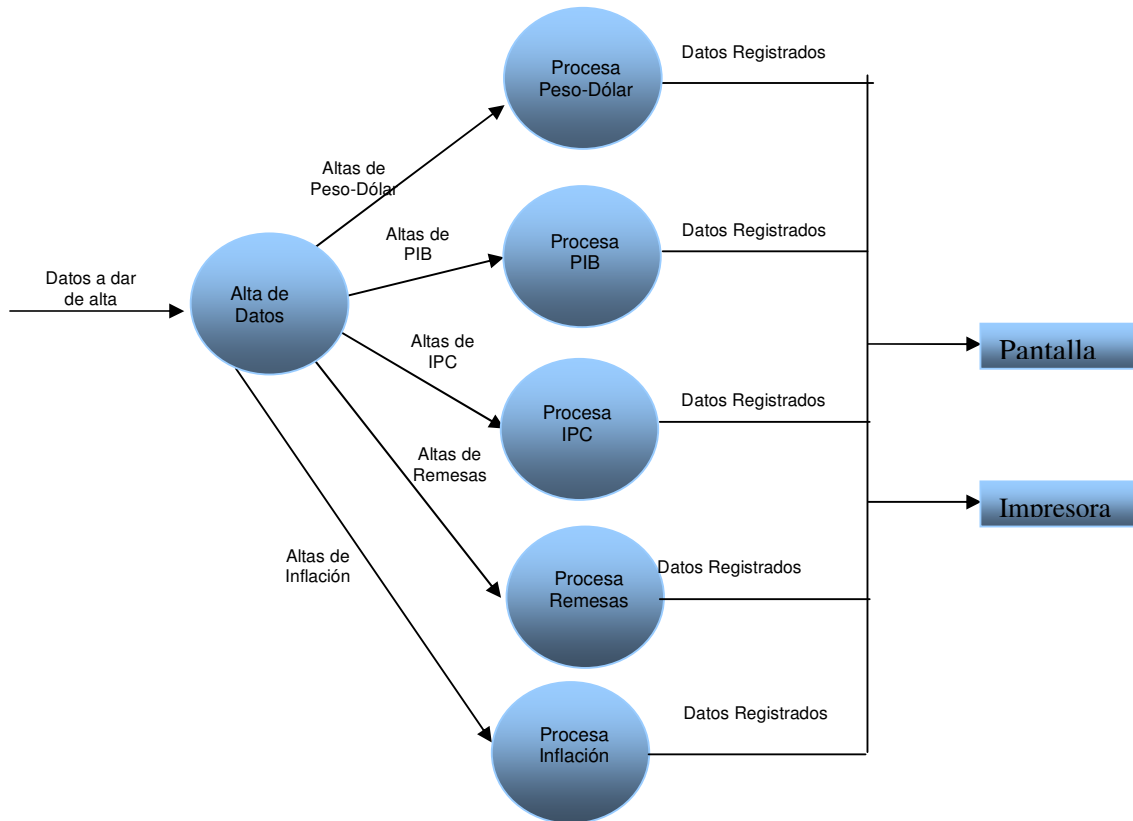 Datos Registrados
Procesa
Peso-Dólar
Altas de
Peso-Dólar
Altas de
PIB
Procesa
PIB
Datos Registrados
Datos a dar
de alta
Alta de
Datos
Altas de
IPC
Procesa
IPC
Datos Registrados
Pantalla
Altas de
Remesas
Impresora
Altas de
Inflación
Procesa
Remesas
Datos Registrados
Procesa
Inflación
Datos Registrados